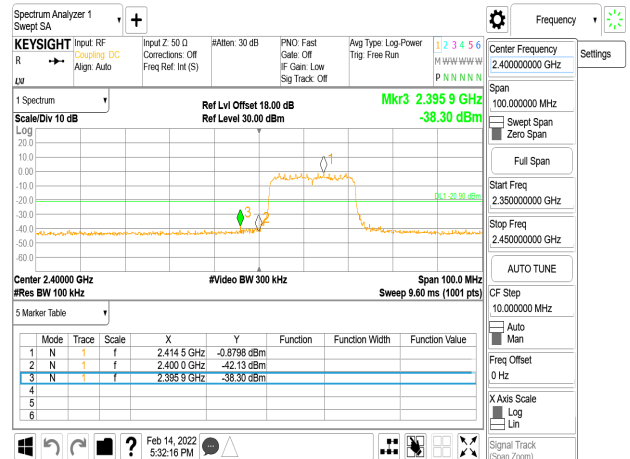 Spectrum Analyzer 1
Swept SA
Frequency
KEYSIGHT
R
Input: RF
Coupling: DC
Align: Auto
Input Z: 50 Ω
Corrections: Off
Freq Ref: Int (S)
#Atten: 30 dB
PNO: Fast
Gate: Off
IF Gain: Low
Sig Track: Off
Avg Type: Log-Power
Trig: Free Run
1 2 3 4 5 6
M W W W W W
P N N N N N
1 Spectrum
Scale/Div 10 dB
Ref Lvl Offset 18.00 dB
Ref Level 30.00 dBm
Mkr3 2.395 9 GHz
-38.30 dBm
Log
20.0
10.0
0.00
-10.0
-20.0
-30.0
-40.0
-50.0
-60.0
1
DL1 -20.90 dBm
3
2
Center 2.40000 GHz
#Res BW 100 kHz
#Video BW 300 kHz
Span 100.0 MHz
Sweep 9.60 ms (1001 pts)
5 Marker Table
Mode Trace Scale X Y Function Function Width Function Value
1 N 1 f 2.414 5 GHz -0.8798 dBm
2 N 1 f 2.400 0 GHz -42.13 dBm
3 N 1 f 2.395 9 GHz -38.30 dBm
4
5
6
Feb 14, 2022
5:32:16 PM
Center Frequency
2.400000000 GHz
Settings
Span
100.000000 MHz
Swept Span
Zero Span
Full Span
Start Freq
2.350000000 GHz
Stop Freq
2.450000000 GHz
AUTO TUNE
CF Step
10.000000 MHz
Auto
Man
Freq Offset
0 Hz
X Axis Scale
Log
Lin
Signal Track
(Span Zoom)